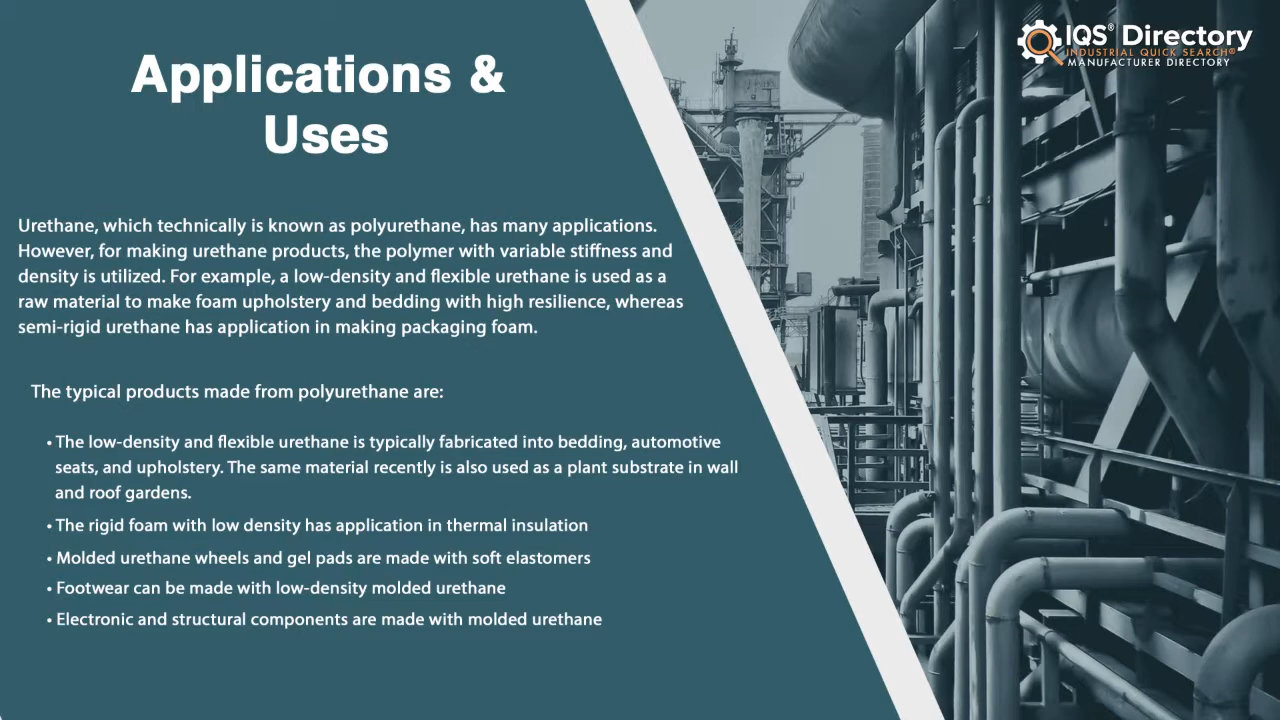 Applications &
Uses
IQS® Directory
INDUSTRIAL QUICK SEARCH®
MANUFACTURER DIRECTORY
Urethane, which technically is known as polyurethane, has many applications.
However, for making urethane products, the polymer with variable stiffness and
density is utilized. For example, a low-density and flexible urethane is used as a
raw material to make foam upholstery and bedding with high resilience, whereas
semi-rigid urethane has application in making packaging foam.
The typical products made from polyurethane are:
• The low-density and flexible urethane is typically fabricated into bedding, automotive
seats, and upholstery. The same material recently is also used as a plant substrate in wall
and roof gardens.
• The rigid foam with low density has application in thermal insulation
• Molded urethane wheels and gel pads are made with soft elastomers
• Footwear can be made with low-density molded urethane
• Electronic and structural components are made with molded urethane